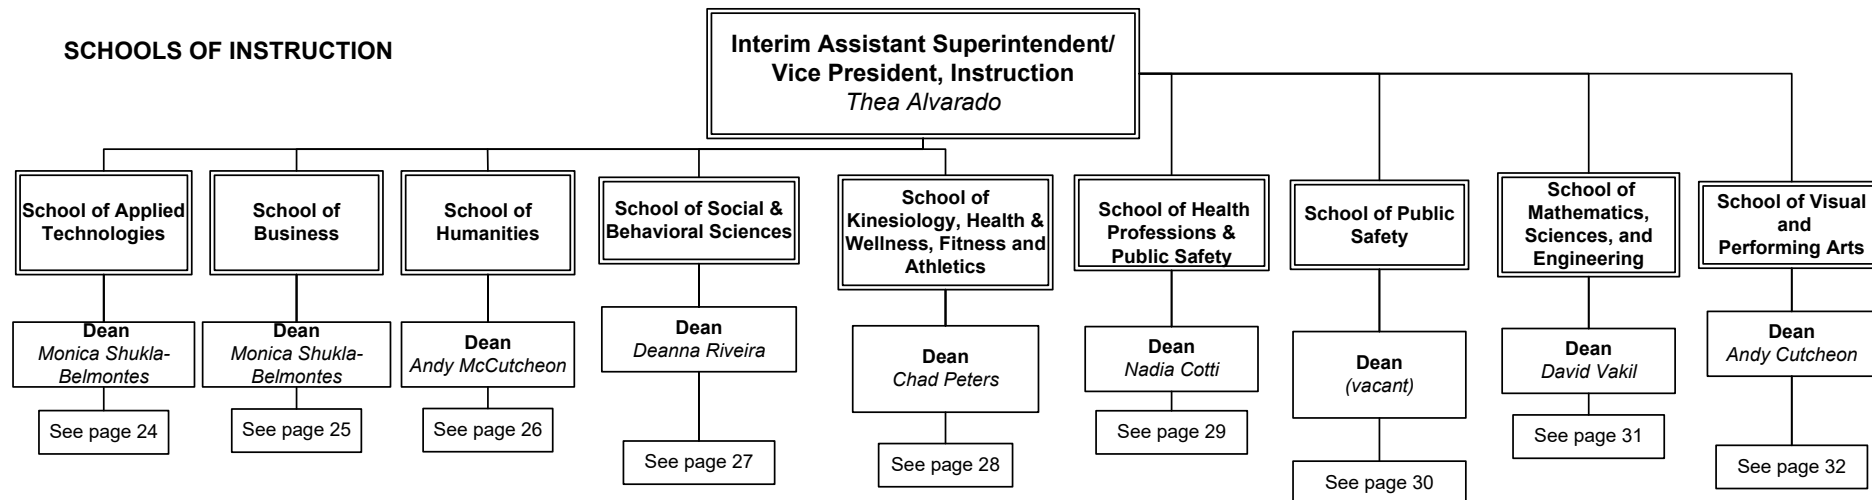 SCHOOLS OF INSTRUCTION
Interim Assistant Superintendent/
Vice President, Instruction
Thea Alvarado
School of Applied
Technologies
Dean
Monica Shukla-
Belmontes
See page 24
School of
Business
Dean
Monica Shukla-
Belmontes
See page 25
School of
Humanities
Dean
Andy McCutcheon
See page 26
School of Social &
Behavioral Sciences
Dean
Deanna Riveira
See page 27
School of
Kinesiology, Health &
Wellness, Fitness and
Athletics
Dean
Chad Peters
See page 28
School of Health
Professions &
Public Safety
Dean
Nadia Cotti
See page 29
School of Public
Safety
Dean
(vacant)
See page 30
School of
Mathematics,
Sciences, and
Engineering
Dean
David Vakil
See page 31
School of Visual
and
Performing Arts
Dean
Andy Cutcheon
See page 32